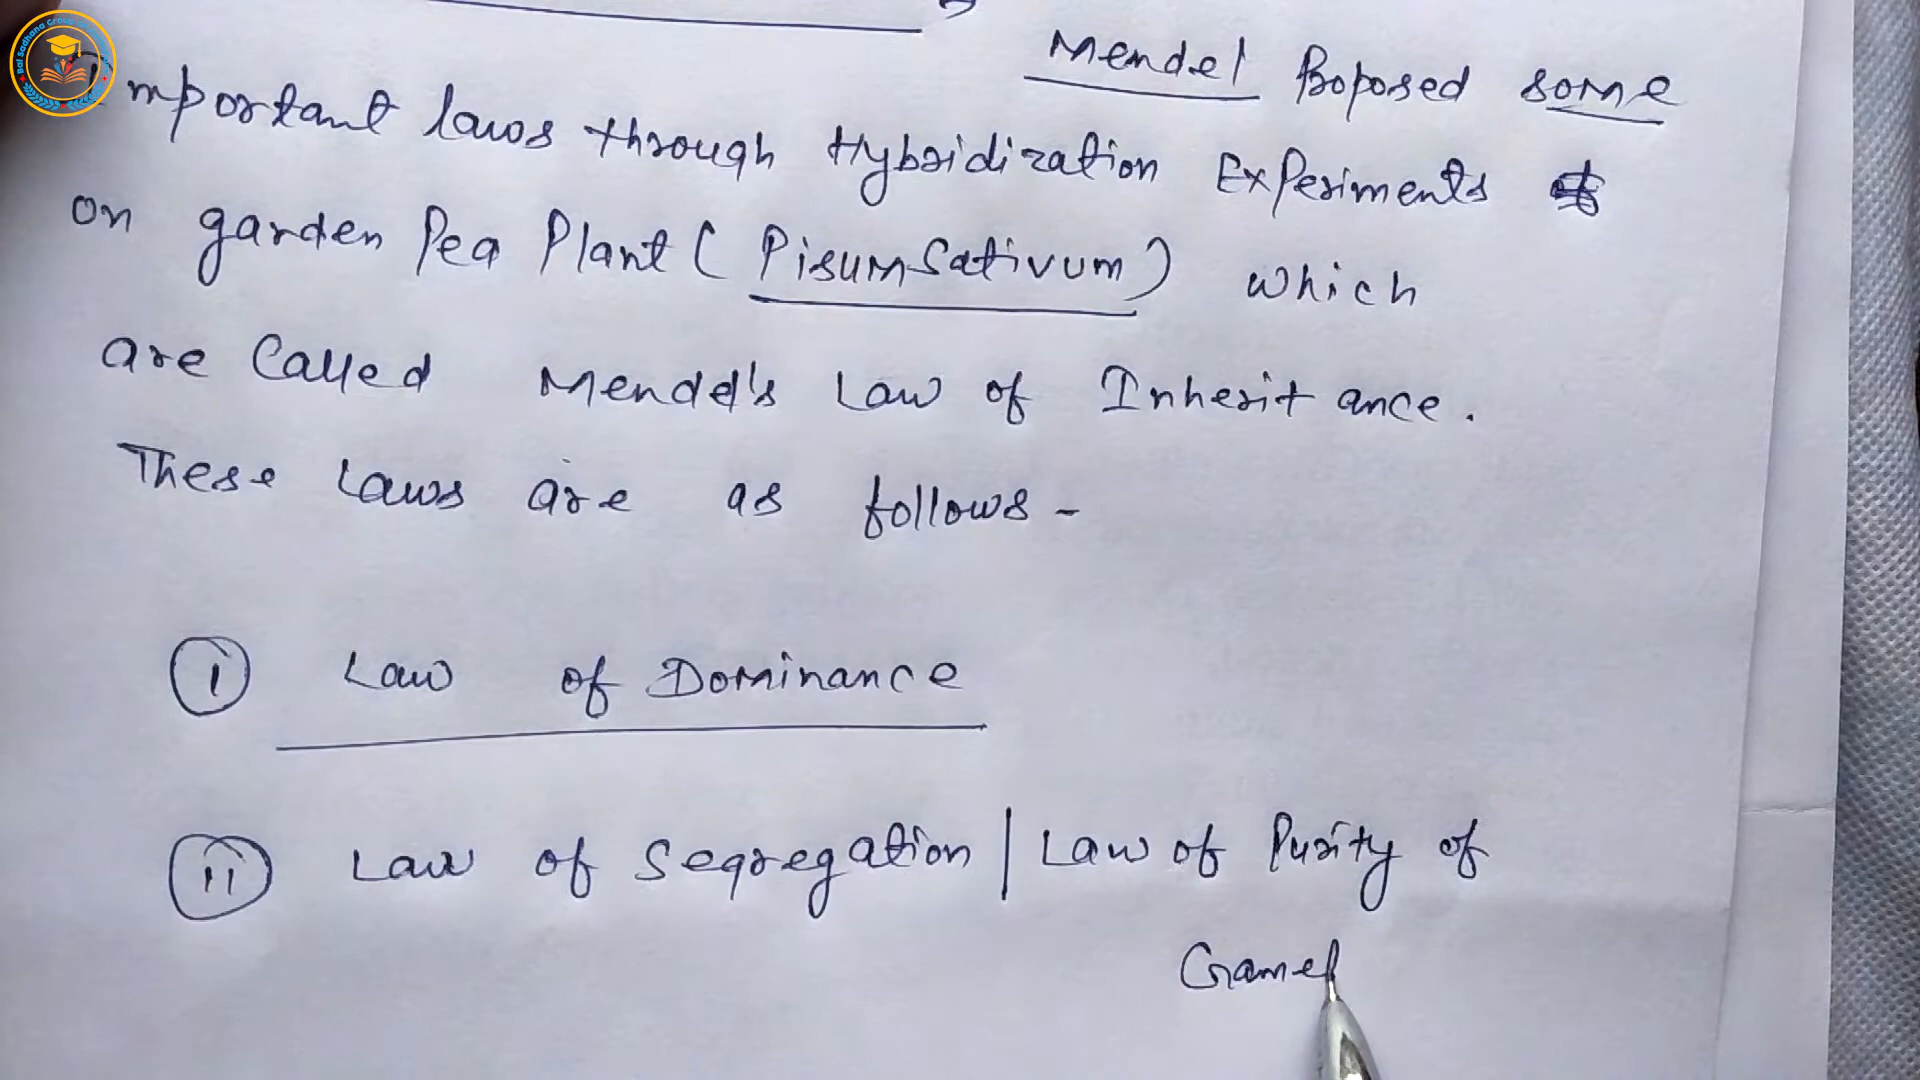 Mendel Proposed some
Important laws through Hybridization Experiments
on garden Pea Plant (Pisum Sativum) which
are Called Mendel's Law of Inheritance.
These Laws are as follows -
(i) Law of Dominance
(ii) Law of Segregation | Law of Purity of
Gamet